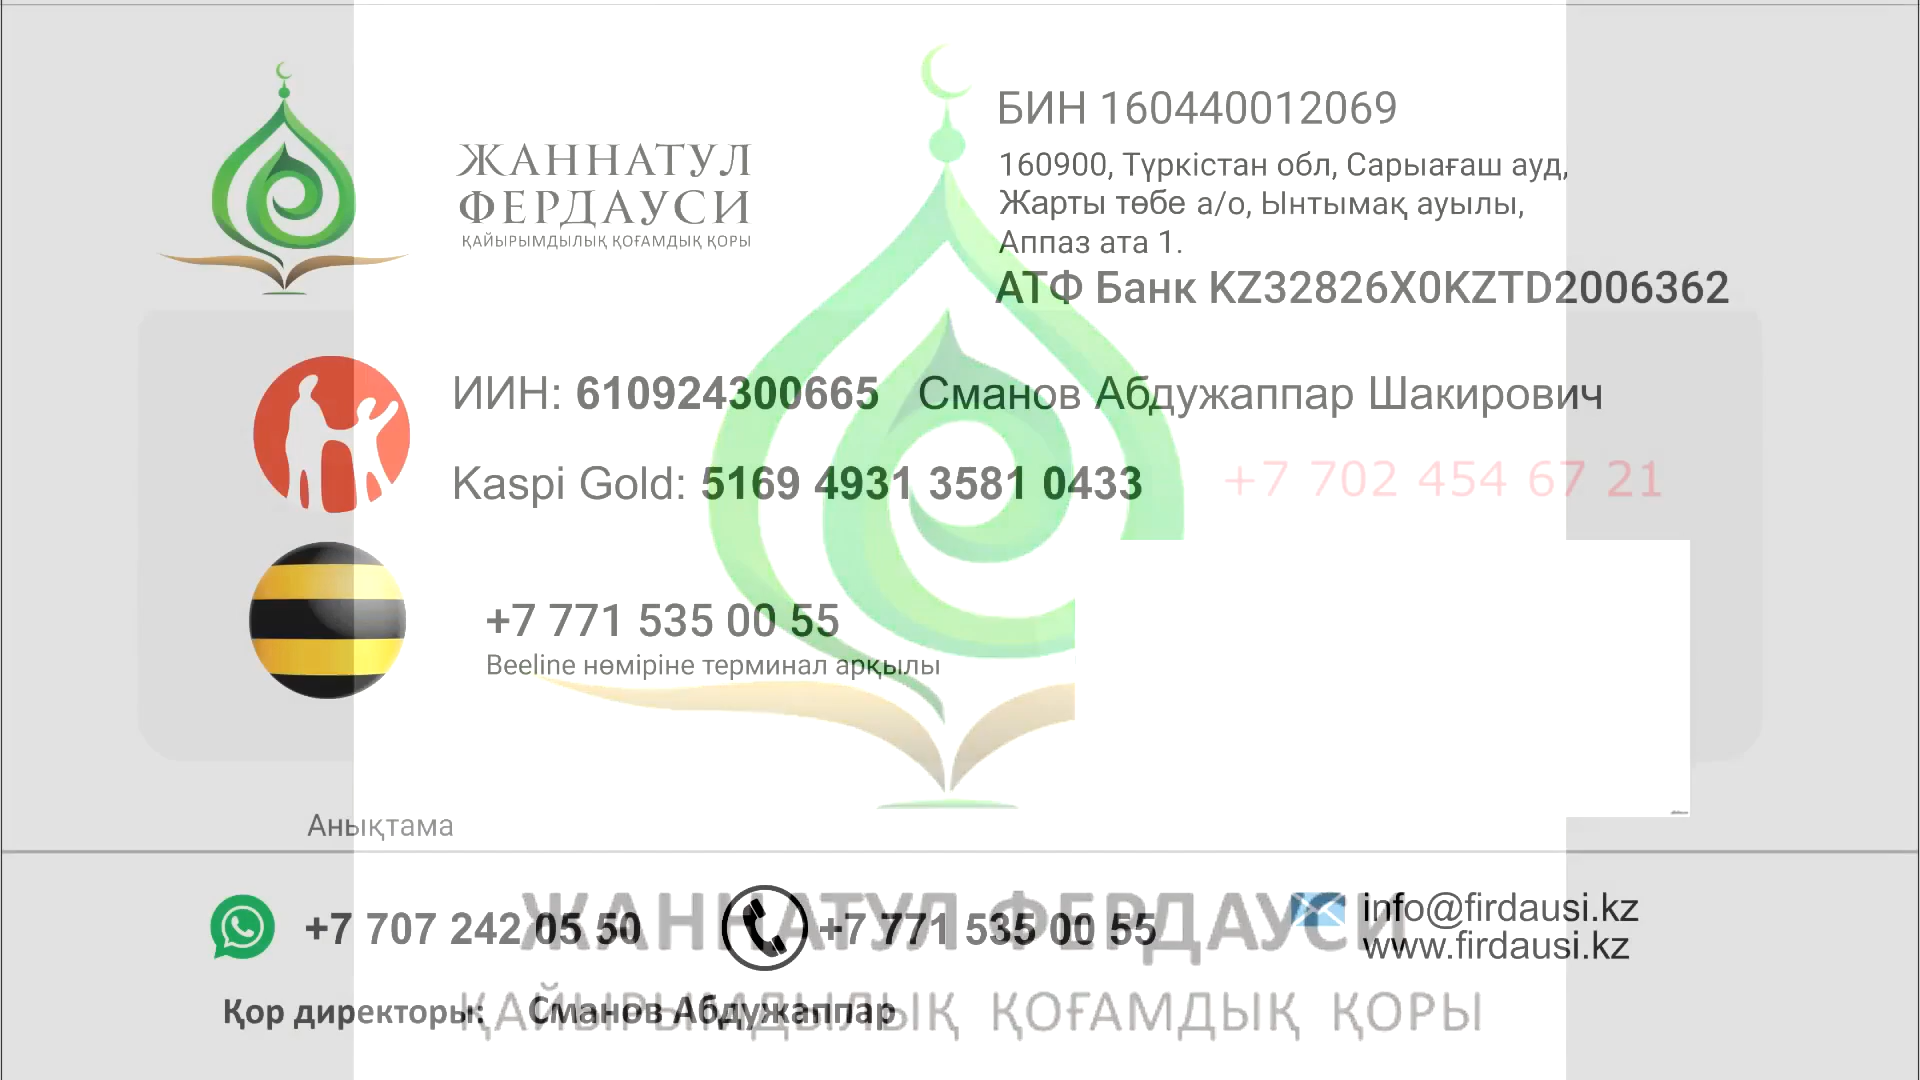 ЖАННАТУЛ
ФЕРДАУСИ
ҚАЙЫРЫМДЫЛЫҚ ҚОҒАМДЫҚ ҚОРЫ
БИН 160440012069
160900, Түркістан обл, Сарыағаш ауд,
Жарты төбе а/о, Ынтымақ ауылы,
Аппаз ата 1.
АТФ Банк KZ32826X0KZTD2006362
ИИН: 610924300665 Сманов Абдужаппар Шакирович
Kaspi Gold: 5169 4931 3581 0433 +7 702 454 67 21
+7 771 535 00 55
Beeline нөміріне терминал арқылы
Анықтама
+7 707 242 05 50 +7 771 535 00 55
info@firdausi.kz
www.firdausi.kz
Қор директоры: Сманов Абдужаппар
ЖАННАТУЛ ФЕРДАУСИ
ҚАЙЫРЫМДЫЛЫҚ ҚОҒАМДЫҚ ҚОРЫ